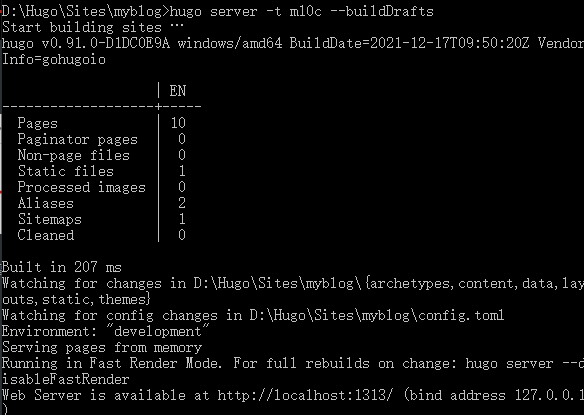 D:\Hugo\Sites\myblog>hugo server -t m10c --buildDrafts
Start building sites …
hugo v0.91.0-D1DC0E9A windows/amd64 BuildDate=2021-12-17T09:50:20Z Vendor
Info=gohugoio
| EN
-------------------+-----
Pages | 10
Paginator pages | 0
Non-page files | 0
Static files | 1
Processed images | 0
Aliases | 2
Sitemaps | 1
Cleaned | 0
Built in 207 ms
Watching for changes in D:\Hugo\Sites\myblog\{archetypes,content,data,lay
outs,static,themes}
Watching for config changes in D:\Hugo\Sites\myblog\config.toml
Environment: "development"
Serving pages from memory
Running in Fast Render Mode. For full rebuilds on change: hugo server --d
isableFastRender
Web Server is available at http://localhost:1313/ (bind address 127.0.0.1
)